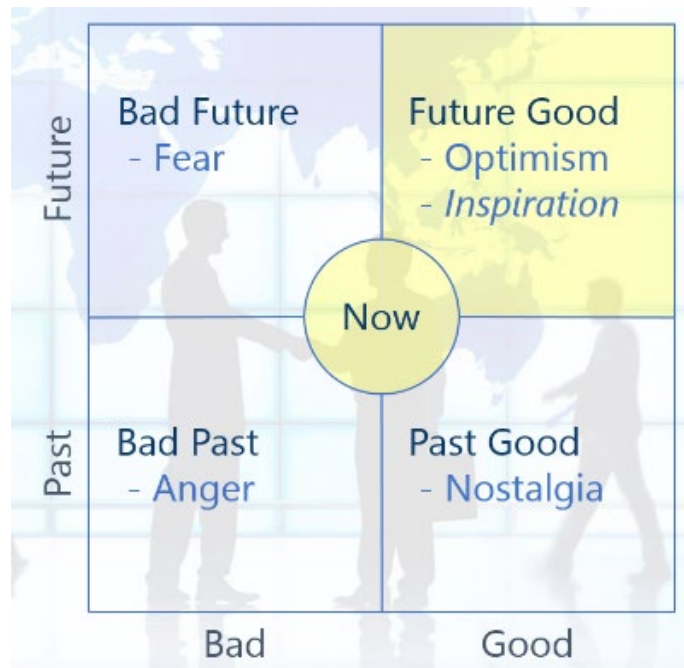 Future
Bad Future
- Fear
Future Good
- Optimism
- Inspiration
Now
Past
Bad Past
- Anger
Past Good
- Nostalgia
Bad
Good